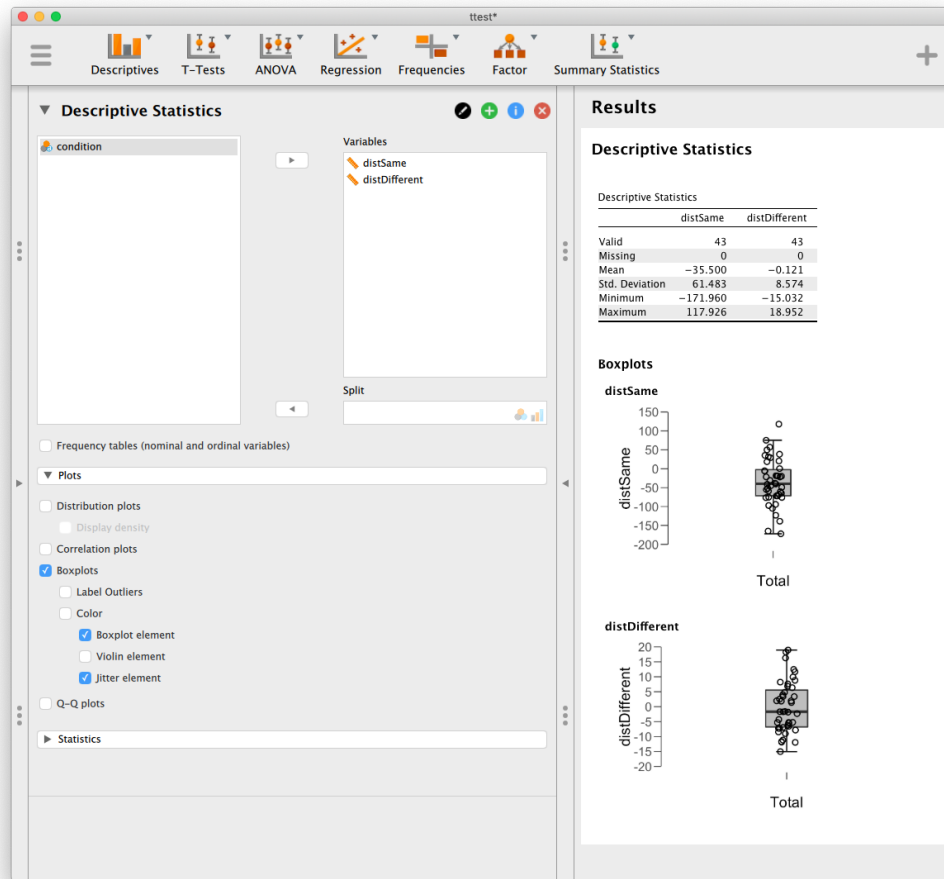 ttest*
Descriptives T-Tests ANOVA Regression Frequencies Factor Summary Statistics
Descriptive Statistics
condition
Variables
distSame
distDifferent
Split
Frequency tables (nominal and ordinal variables)
Plots
Distribution plots
Display density
Correlation plots
Boxplots
Label Outliers
Color
Boxplot element
Violin element
Jitter element
Q-Q plots
Statistics
Results
Descriptive Statistics
Descriptive Statistics
distSame distDifferent
Valid 43 43
Missing 0 0
Mean −35.500 −0.121
Std. Deviation 61.483 8.574
Minimum −171.960 −15.032
Maximum 117.926 18.952
Boxplots
distSame
150
100
50
0
-50
-100
-150
-200
distSame
Total
distDifferent
20
15
10
5
0
-5
-10
-15
-20
distDifferent
Total